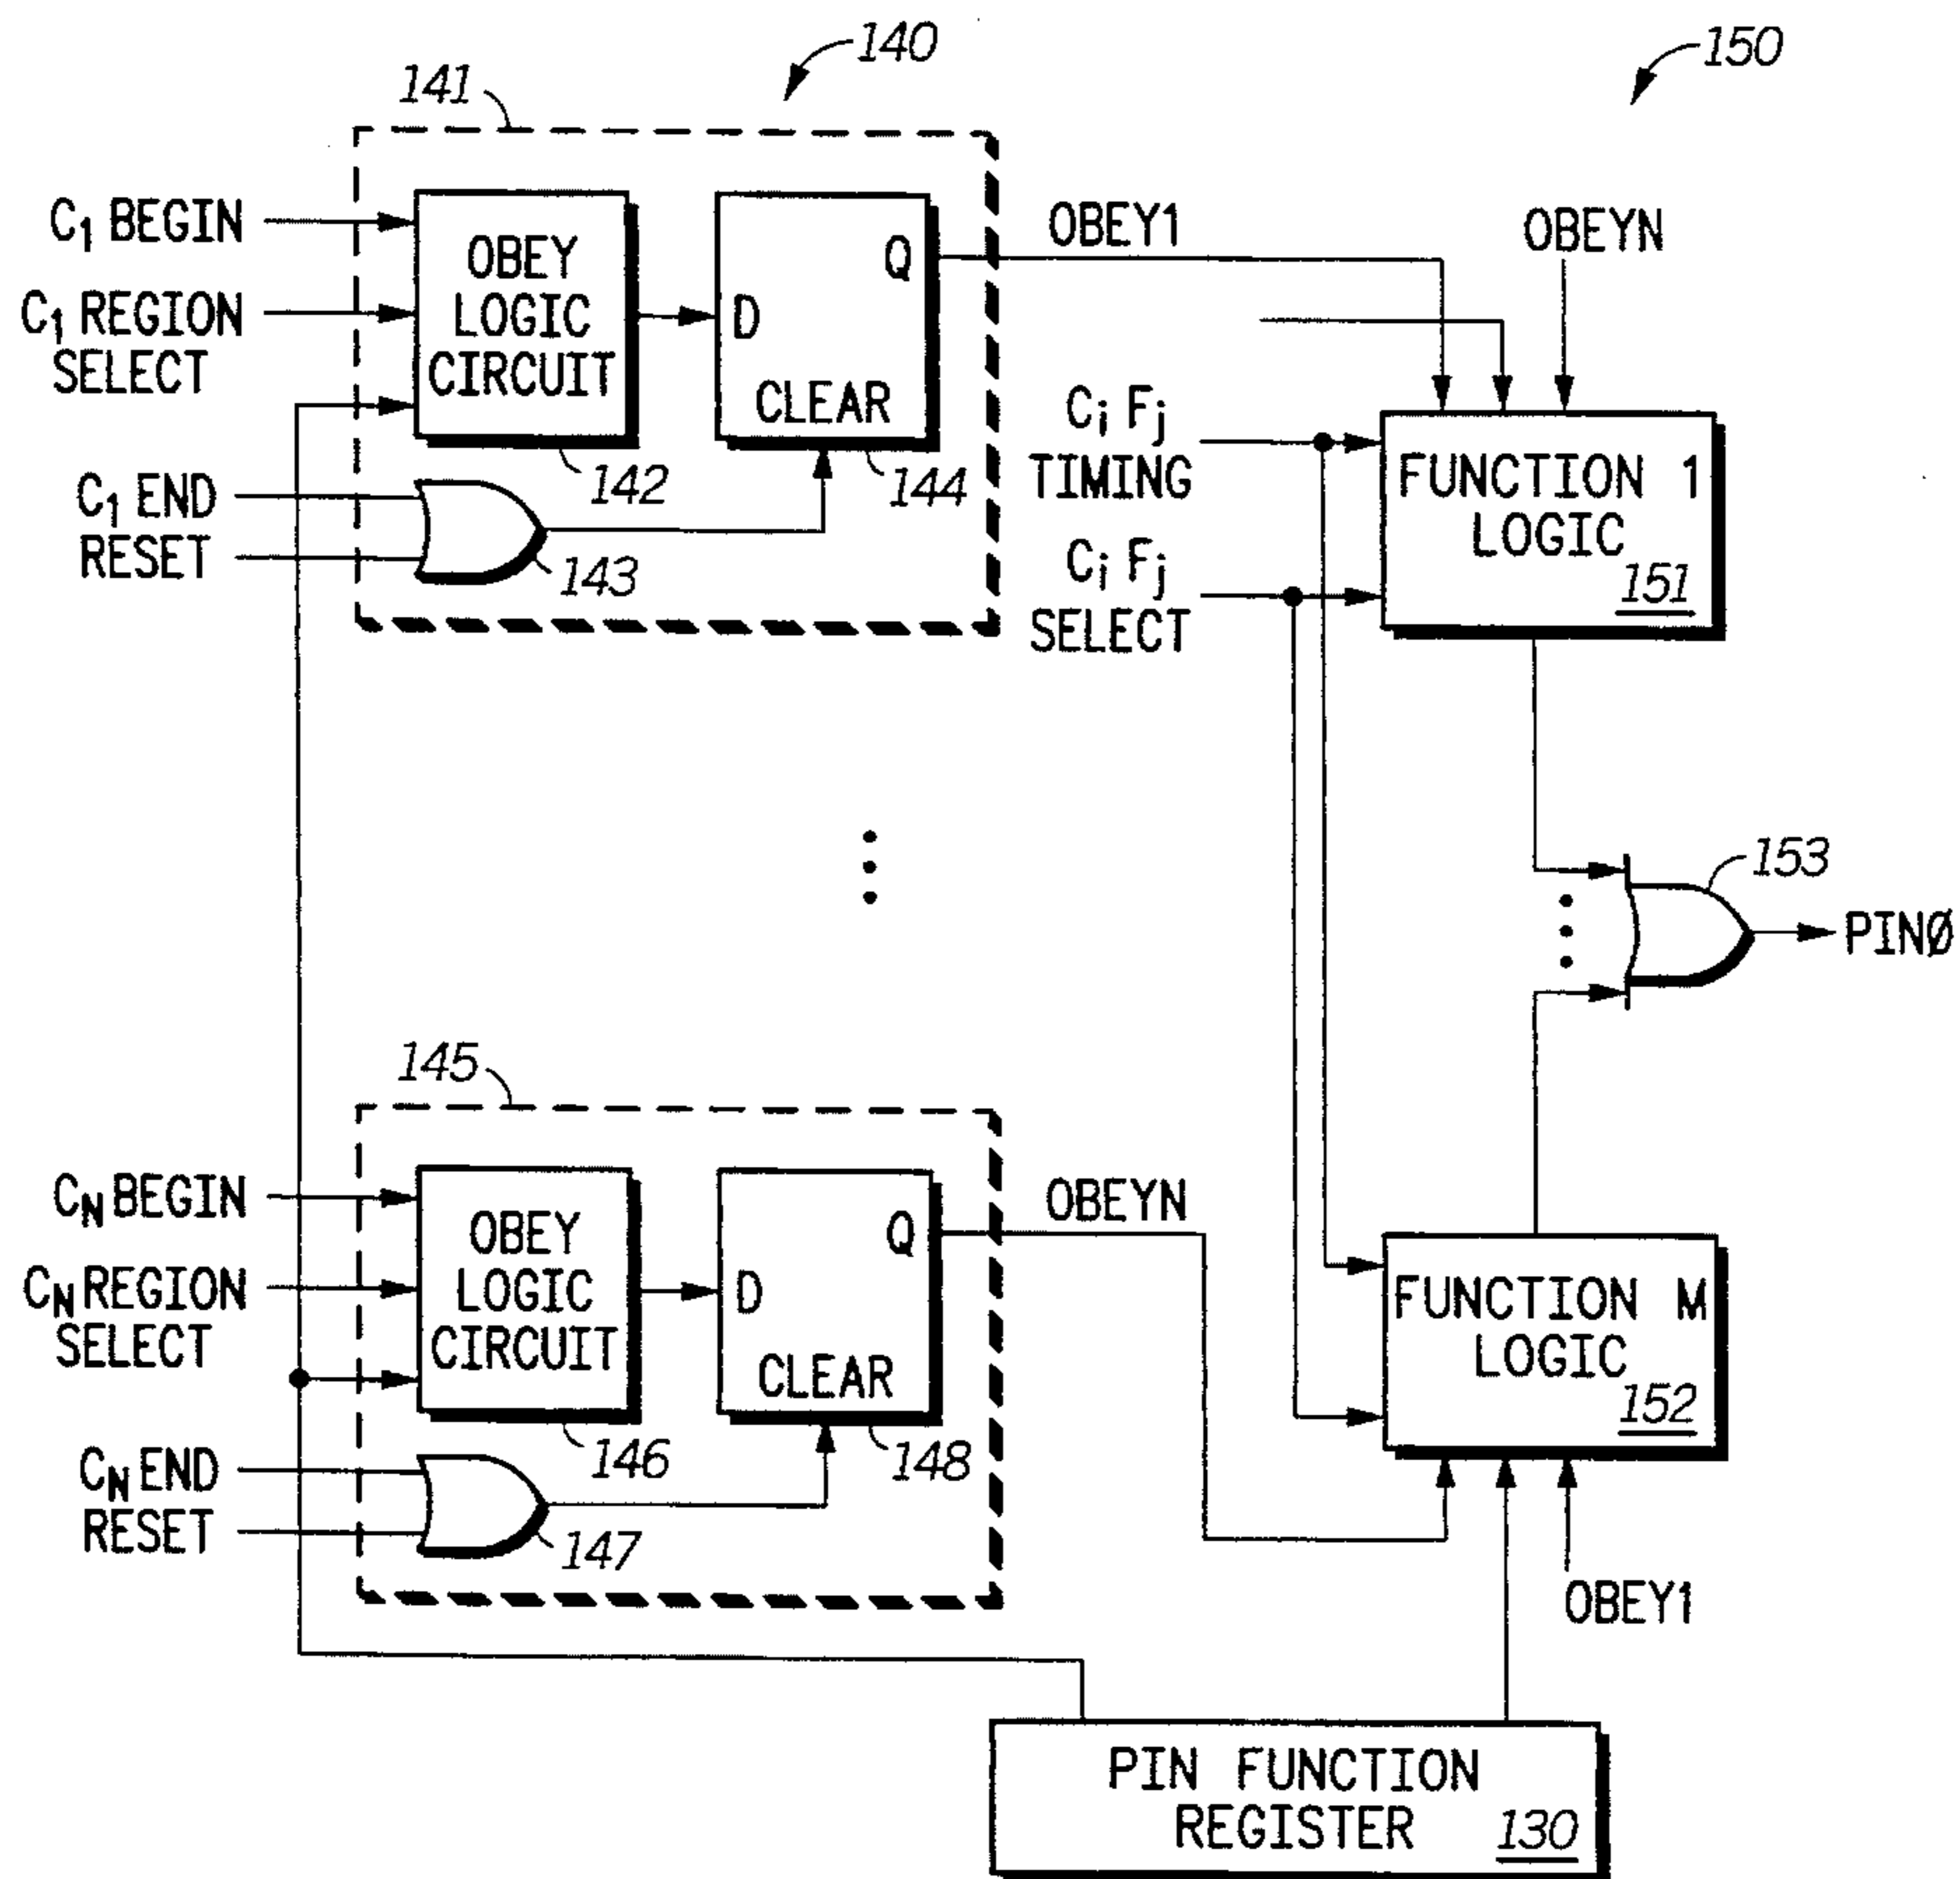 140
150
141
C1 BEGIN
C1 REGION
SELECT
OBEY
LOGIC
CIRCUIT
D
Q
CLEAR
142
144
C1 END
RESET
143
OBEY1
OBEYN
Ci Fj
TIMING
Ci Fj
SELECT
FUNCTION 1
LOGIC
151
153
PINØ
145
CN BEGIN
CN REGION
SELECT
OBEY
LOGIC
CIRCUIT
D
Q
CLEAR
146
148
CN END
RESET
147
OBEYN
FUNCTION M
LOGIC
152
OBEY1
PIN FUNCTION
REGISTER
130